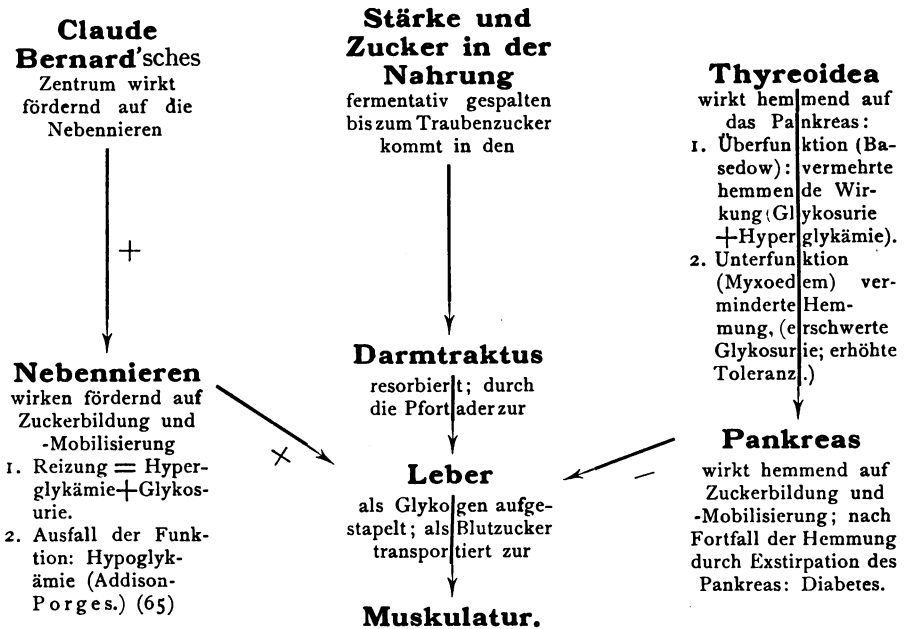 Claude
Bernard'sches
Zentrum wirkt
fördernd auf die
Nebennieren
+
Nebennieren
wirken fördernd auf
Zuckerbildung und
-Mobilisierung
1. Reizung = Hyper-
glykämie+Glykos-
urie.
2. Ausfall der Funk-
tion: Hypoglyk-
ämie (Addison-
Porges.) (65)
+
Stärke und
Zucker in der
Nahrung
fermentativ gespalten
bis zum Traubenzucker
kommt in den
Darmtraktus
resorbiert; durch
die Pfortader zur
Leber
als Glykogen aufge-
stapelt; als Blutzucker
transportiert zur
Muskulatur.
Thyreoidea
wirkt hemmend auf
das Pankreas:
1. Überfunktion (Ba-
sedow): vermehrte
hemmende Wir-
kung (Glykosurie
+Hyperglykämie).
2. Unterfunktion
(Myxoedem) ver-
minderte Hem-
mung, (erschwerte
Glykosurie; erhöhte
Toleranz.)
−
Pankreas
wirkt hemmend auf
Zuckerbildung und
-Mobilisierung; nach
Fortfall der Hemmung
durch Exstirpation des
Pankreas: Diabetes.